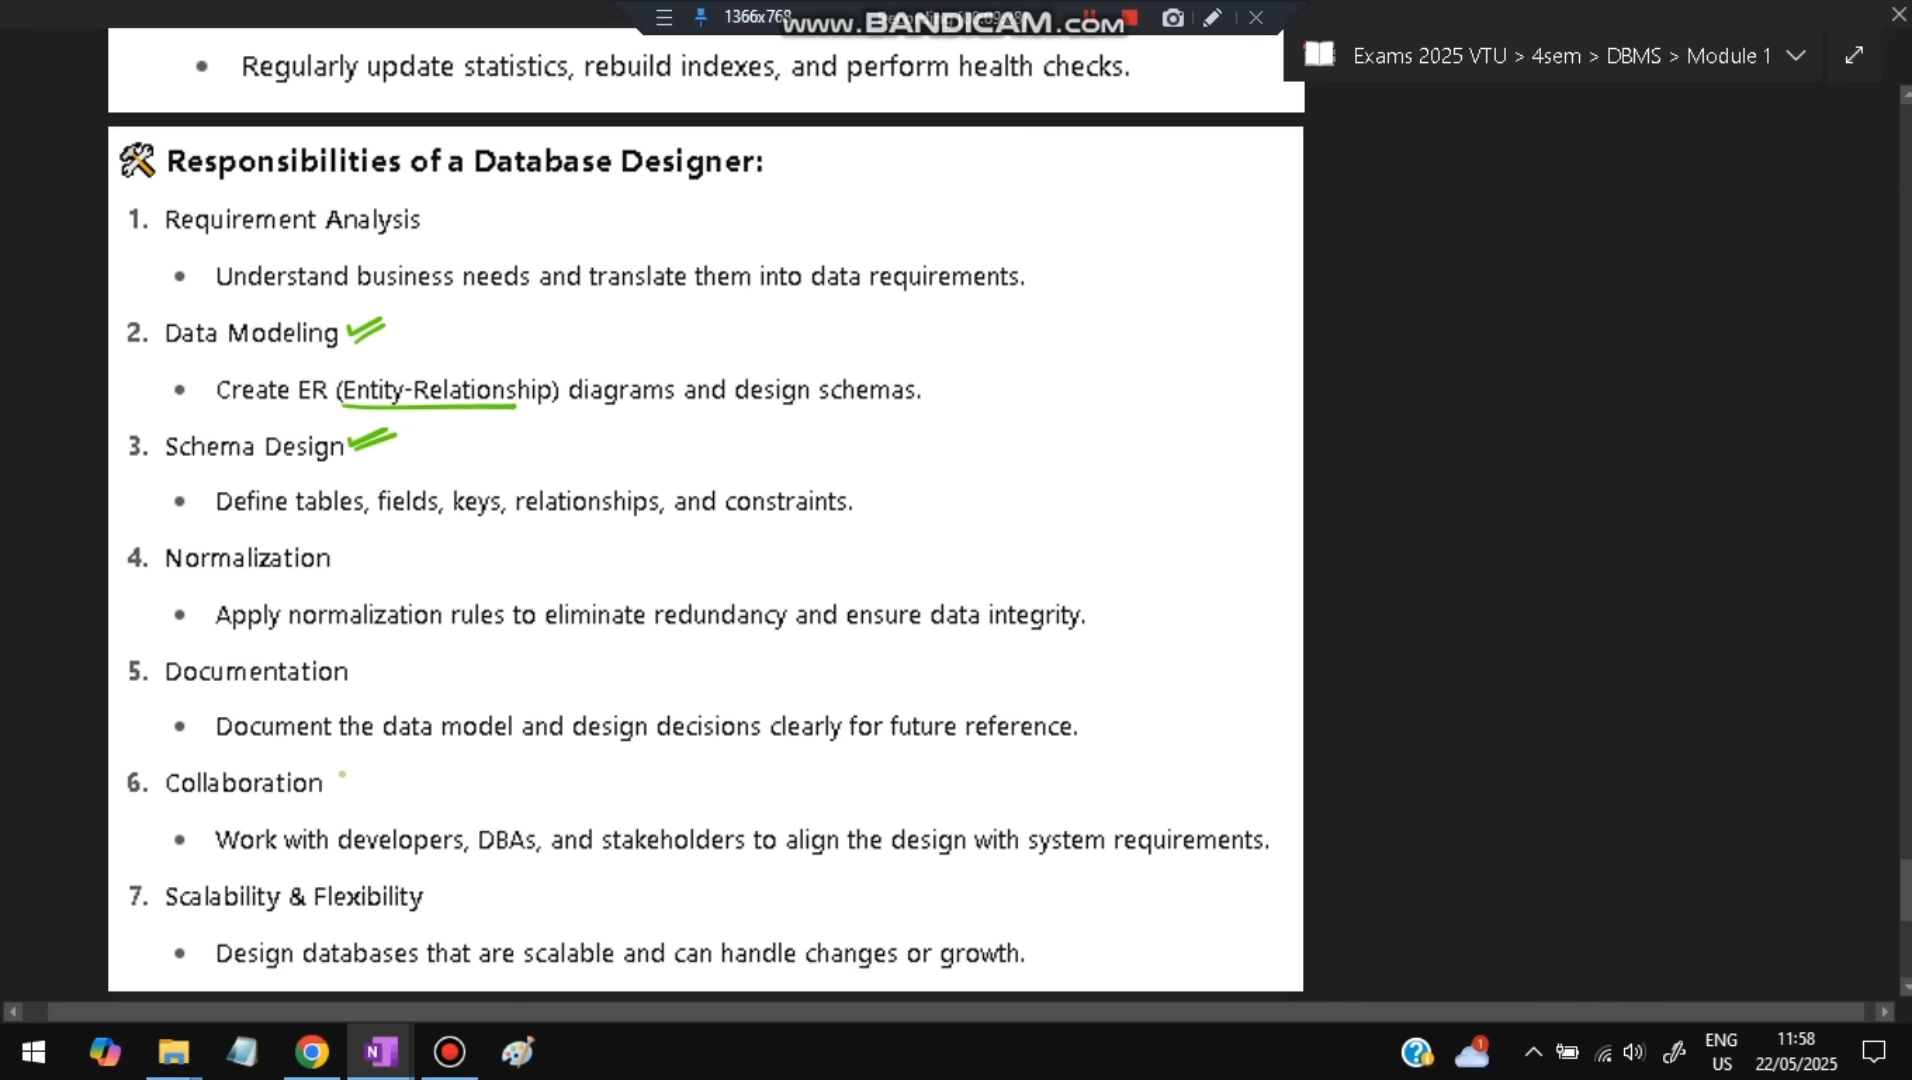 1366x768
www.BANDICAM.com
Exams 2025 VTU > 4sem > DBMS > Module 1
• Regularly update statistics, rebuild indexes, and perform health checks.
Responsibilities of a Database Designer:
1. Requirement Analysis
• Understand business needs and translate them into data requirements.
2. Data Modeling
• Create ER (Entity-Relationship) diagrams and design schemas.
3. Schema Design
• Define tables, fields, keys, relationships, and constraints.
4. Normalization
• Apply normalization rules to eliminate redundancy and ensure data integrity.
5. Documentation
• Document the data model and design decisions clearly for future reference.
6. Collaboration
• Work with developers, DBAs, and stakeholders to align the design with system requirements.
7. Scalability & Flexibility
• Design databases that are scalable and can handle changes or growth.
N
1
ENG
US
11:58
22/05/2025